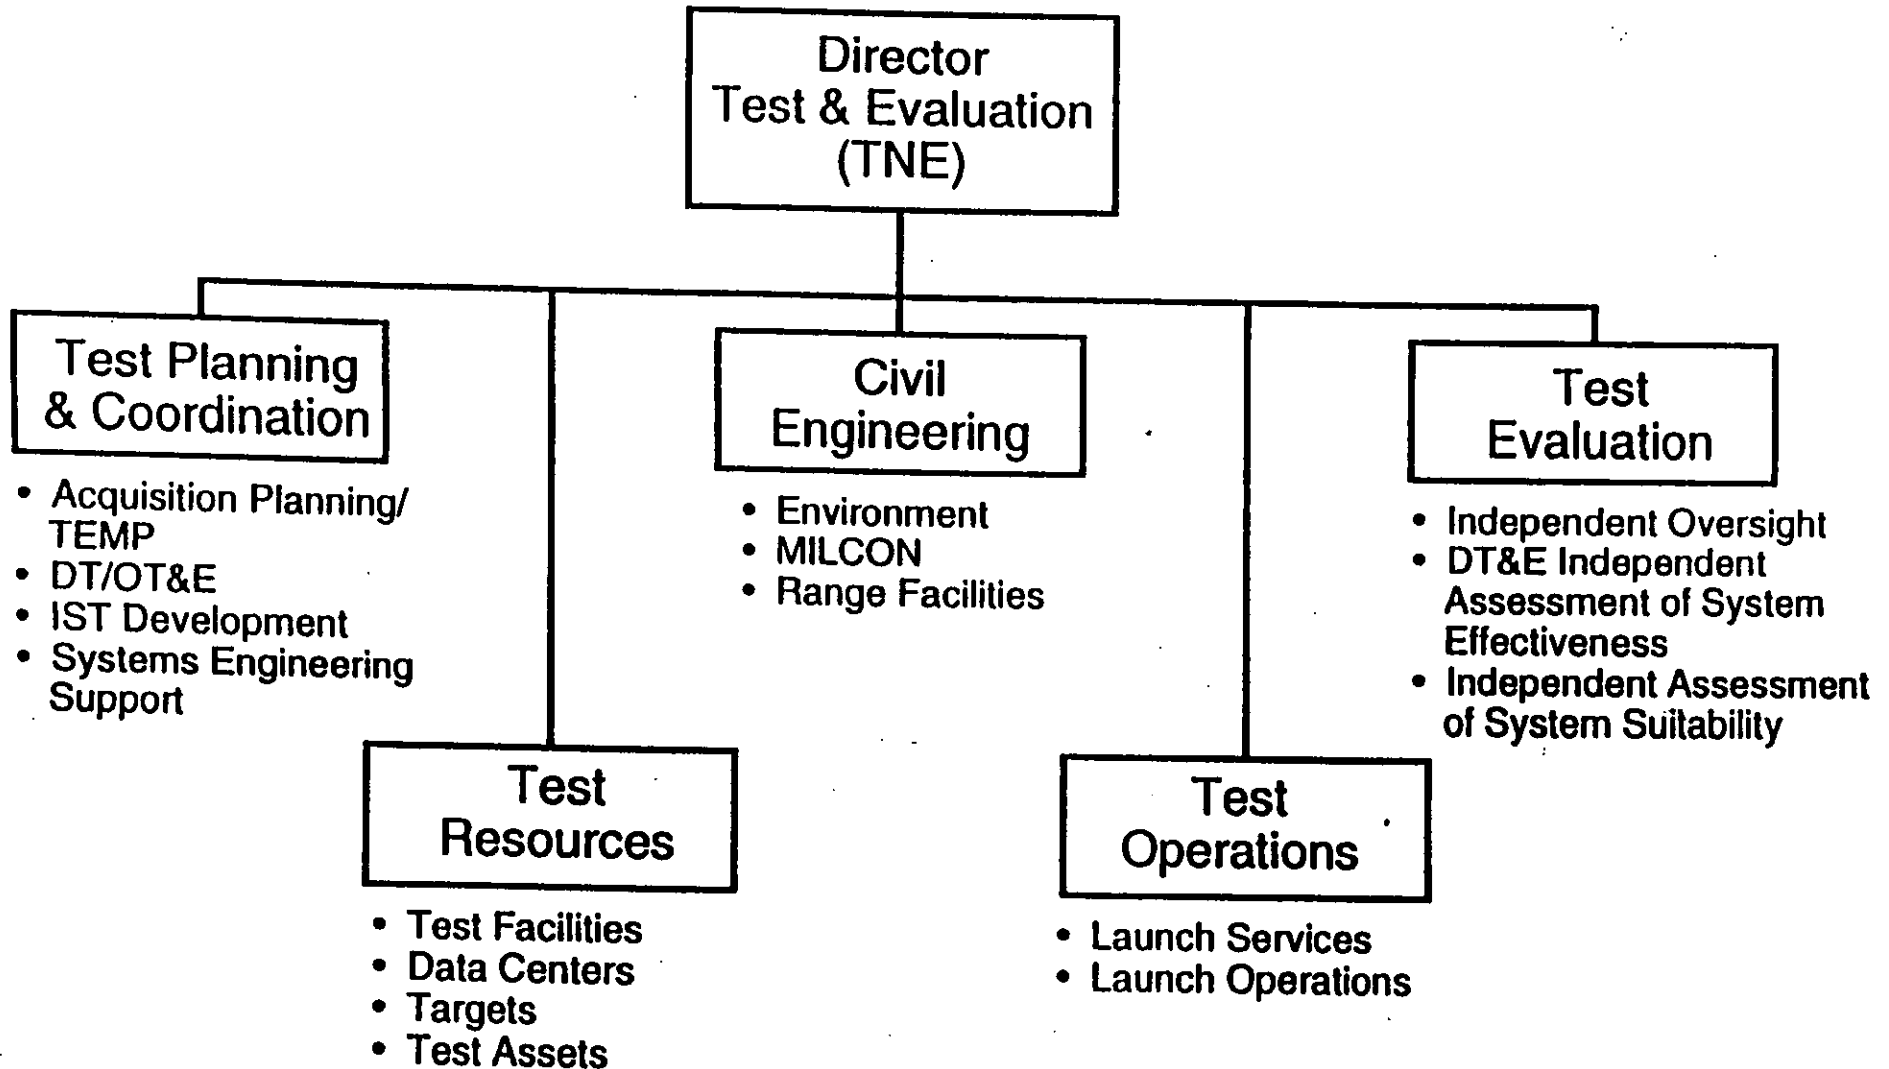 Director
Test & Evaluation
(TNE)
Test Planning
& Coordination
• Acquisition Planning/
TEMP
• DT/OT&E
• IST Development
• Systems Engineering
Support
Test
Resources
• Test Facilities
• Data Centers
• Targets
• Test Assets
Civil
Engineering
• Environment
• MILCON
• Range Facilities
Test
Operations
• Launch Services
• Launch Operations
Test
Evaluation
• Independent Oversight
• DT&E Independent
Assessment of System
Effectiveness
• Independent Assessment
of System Suitability